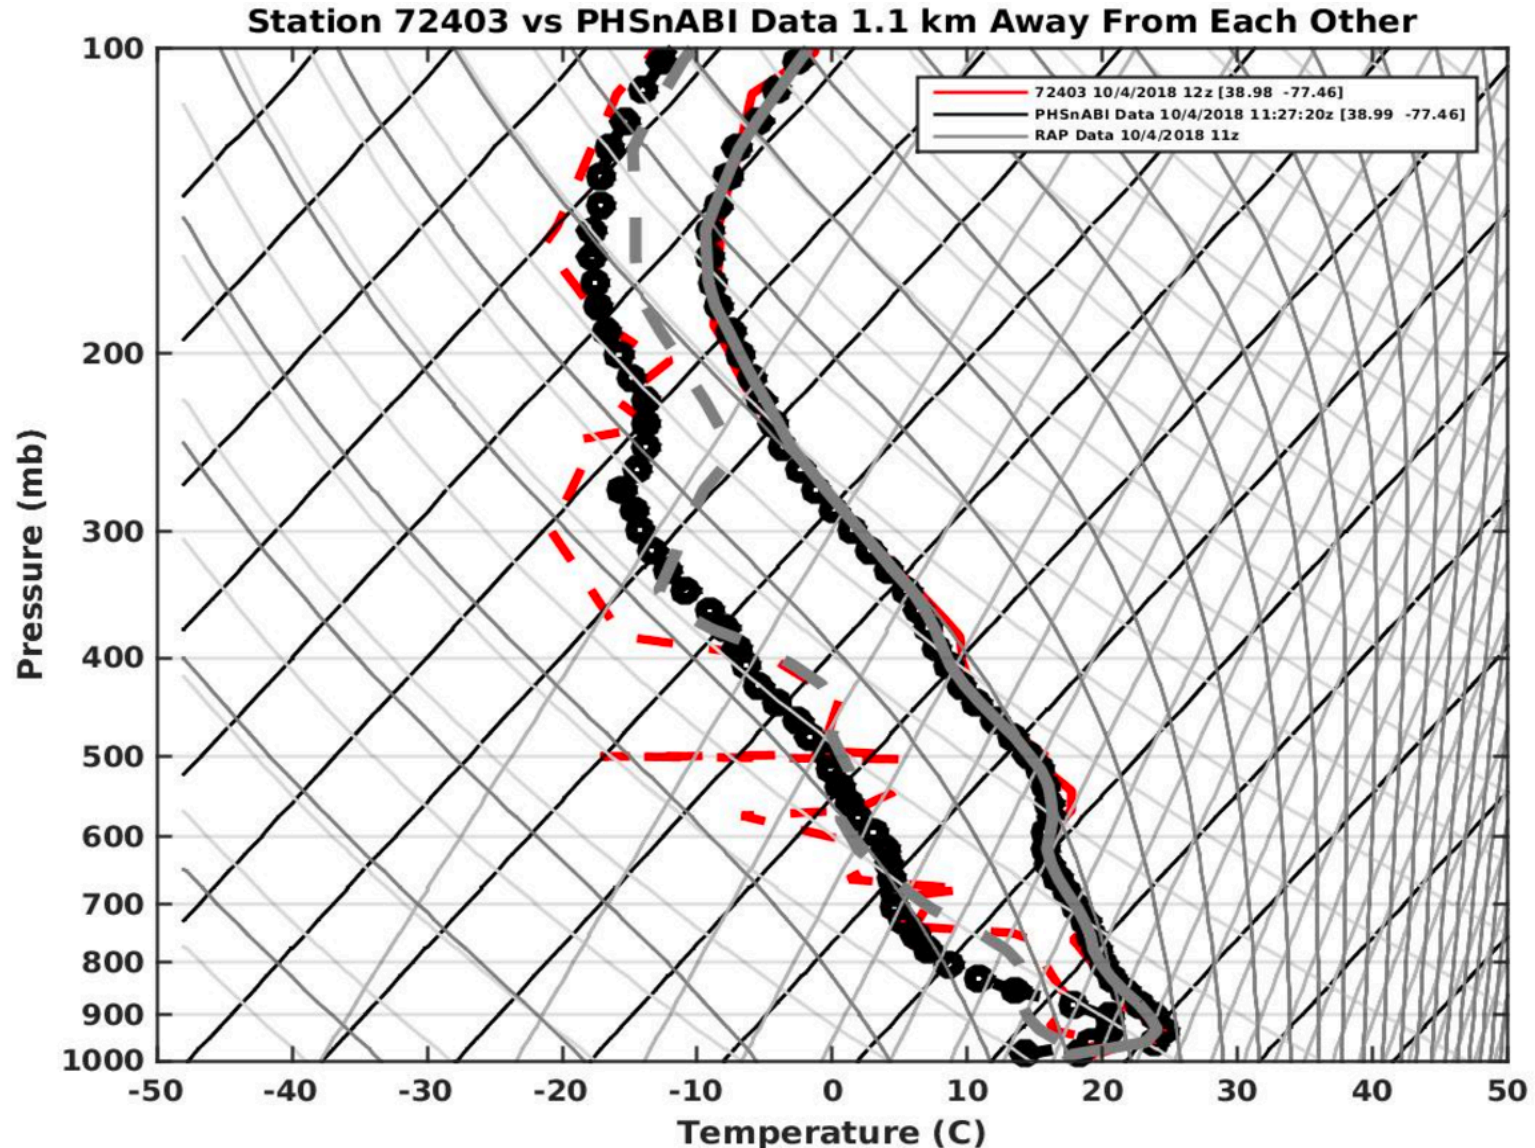 Station 72403 vs PHSnABI Data 1.1 km Away From Each Other
72403 10/4/2018 12z [38.98 -77.46]
PHSnABI Data 10/4/2018 11:27:20z [38.99 -77.46]
RAP Data 10/4/2018 11z
Pressure (mb)
100
200
300
400
500
600
700
800
900
1000
-50 -40 -30 -20 -10 0 10 20 30 40 50
Temperature (C)